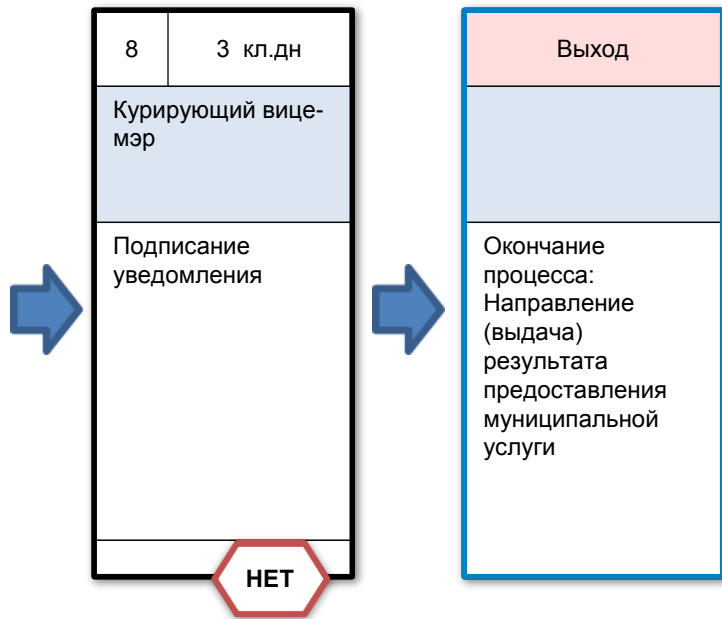 8 3 кл.дн
Курирующий вице-
мэр
Подписание
уведомления
НЕТ
Выход
Окончание
процесса:
Направление
(выдача)
результата
предоставления
муниципальной
услуги